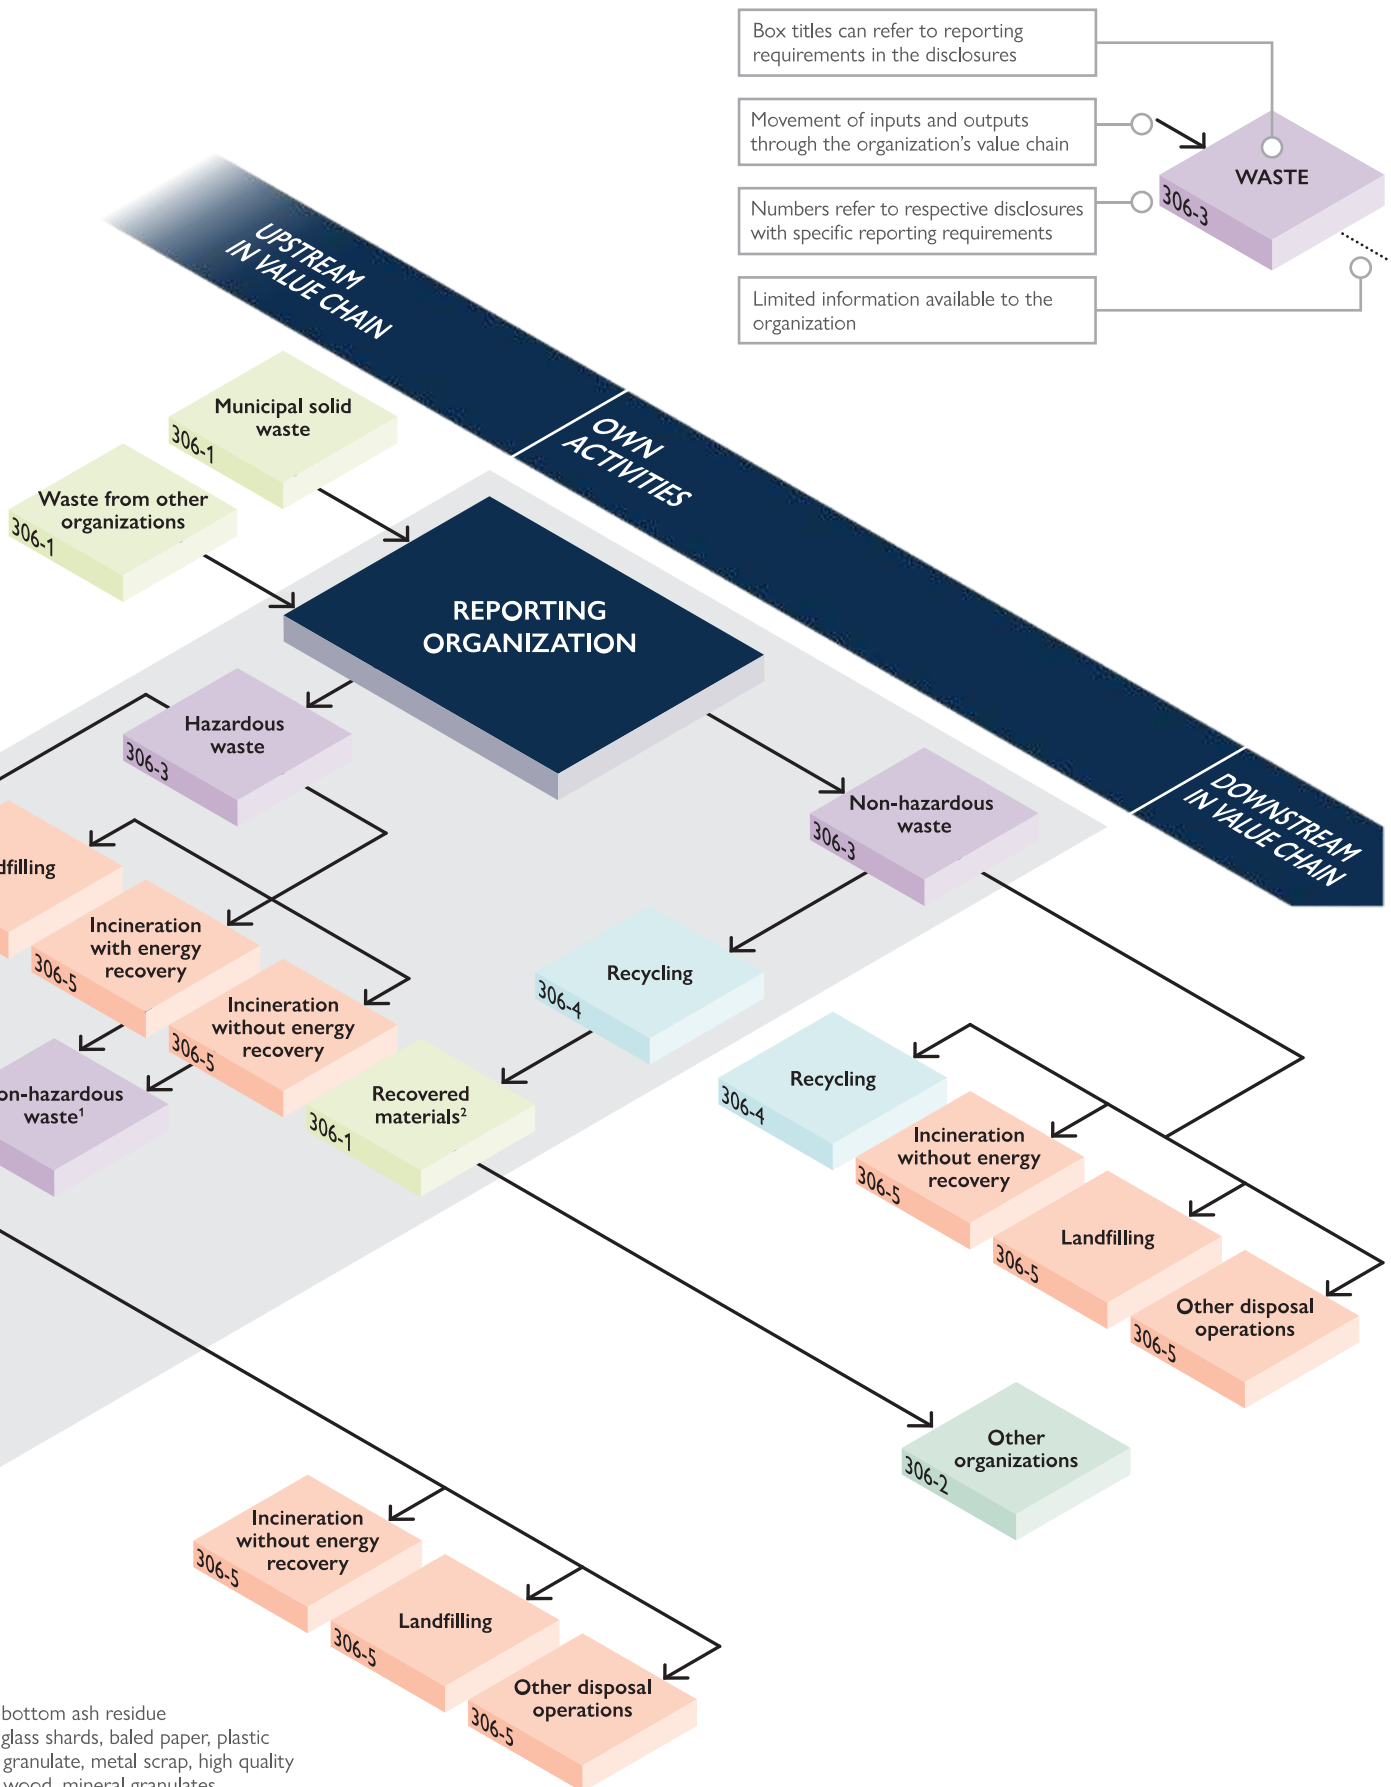 Box titles can refer to reporting
requirements in the disclosures
Movement of inputs and outputs
through the organization's value chain
Numbers refer to respective disclosures
with specific reporting requirements
Limited information available to the
organization
WASTE
306-3
UPSTREAM
IN VALUE CHAIN
OWN
ACTIVITIES
DOWNSTREAM
IN VALUE CHAIN
Municipal solid
waste
306-1
Waste from other
organizations
306-1
REPORTING
ORGANIZATION
Hazardous
waste
306-3
Non-hazardous
waste
306-3
dfilling
Incineration
with energy
recovery
306-5
Incineration
without energy
recovery
306-5
Recycling
306-4
on-hazardous
waste¹
Recovered
materials²
306-1
Recycling
306-4
Incineration
without energy
recovery
306-5
Landfilling
306-5
Other disposal
operations
306-5
Other
organizations
306-2
Incineration
without energy
recovery
306-5
Landfilling
306-5
Other disposal
operations
306-5
bottom ash residue
glass shards, baled paper, plastic
granulate, metal scrap, high quality
wood, mineral granulates